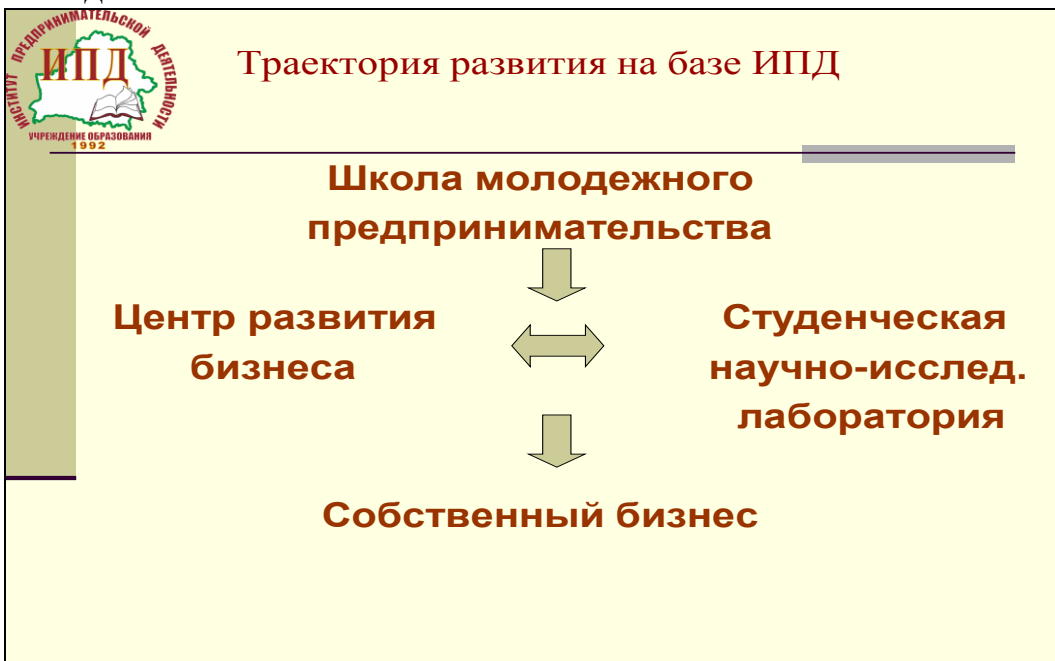 ИНСТИТУТ ПРЕДПРИНИМАТЕЛЬСКОЙ ДЕЯТЕЛЬНОСТИ
ИПД
УЧРЕЖДЕНИЕ ОБРАЗОВАНИЯ
1992
Траектория развития на базе ИПД
Школа молодежного
предпринимательства
Центр развития
бизнеса
Студенческая
научно-исслед.
лаборатория
Собственный бизнес